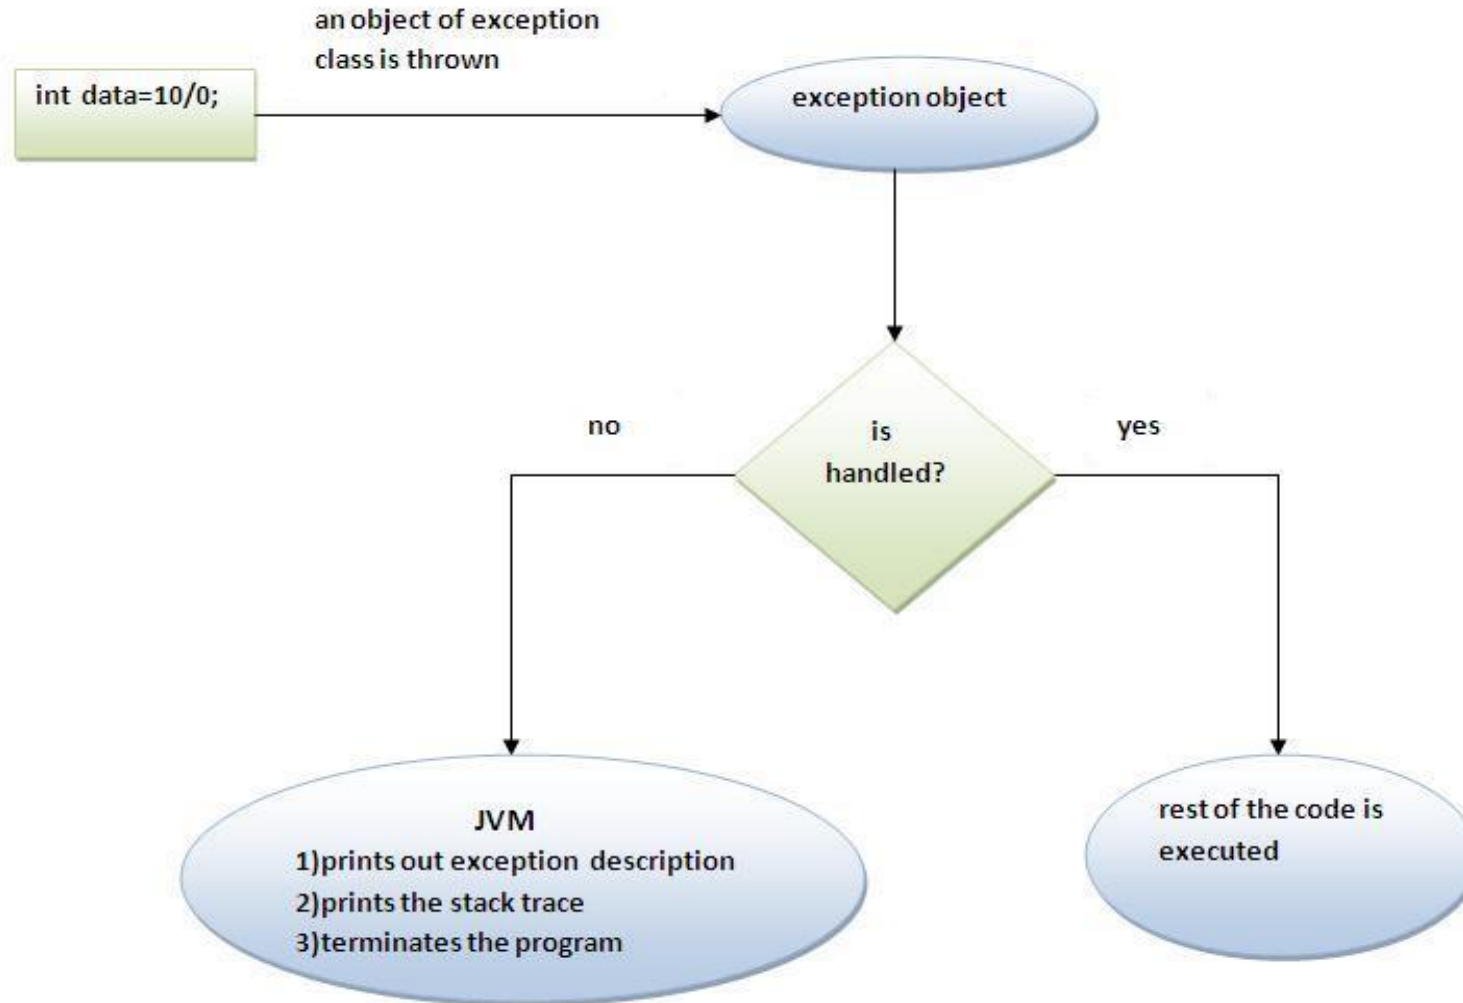 an object of exception
class is thrown
int data=10/0;
exception object
no
is
handled?
yes
JVM
1)prints out exception description
2)prints the stack trace
3)terminates the program
rest of the code is
executed